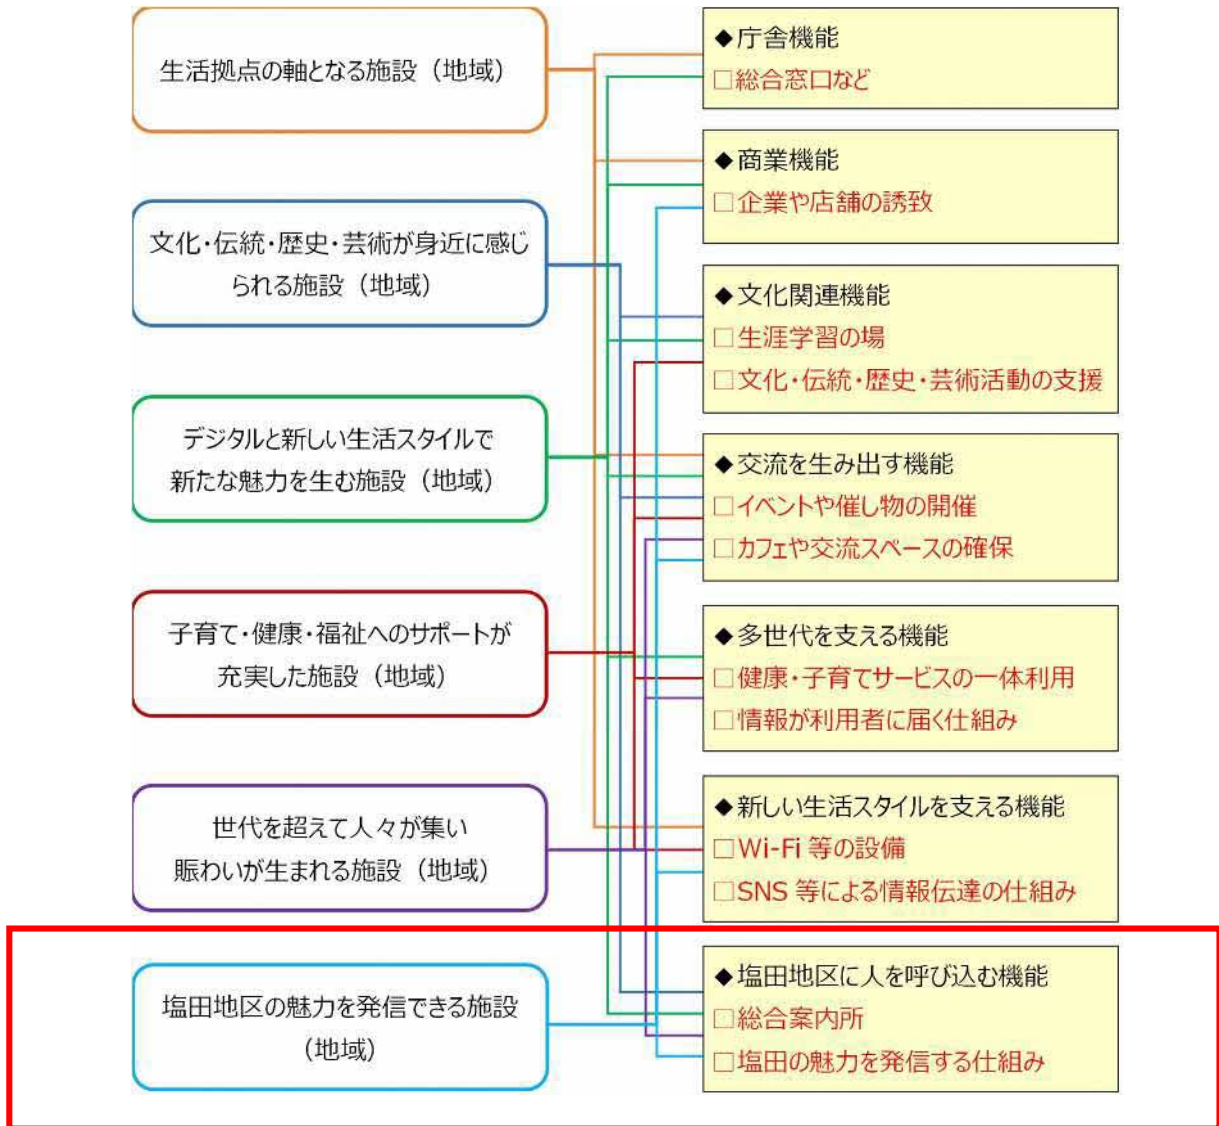 生活拠点の軸となる施設（地域）
文化・伝統・歴史・芸術が身近に感じ
られる施設（地域）
デジタルと新しい生活スタイルで
新たな魅力を生む施設（地域）
子育て・健康・福祉へのサポートが
充実した施設（地域）
世代を超えて人々が集い
賑わいが生まれる施設（地域）
塩田地区の魅力を発信できる施設
（地域）
◆庁舎機能
□総合窓口など
◆商業機能
□企業や店舗の誘致
◆文化関連機能
□生涯学習の場
□文化・伝統・歴史・芸術活動の支援
◆交流を生み出す機能
□イベントや催し物の開催
□カフェや交流スペースの確保
◆多世代を支える機能
□健康・子育てサービスの一体利用
□情報が利用者に届く仕組み
◆新しい生活スタイルを支える機能
□Wi-Fi 等の設備
□SNS 等による情報伝達の仕組み
◆塩田地区に人を呼び込む機能
□総合案内所
□塩田の魅力を発信する仕組み